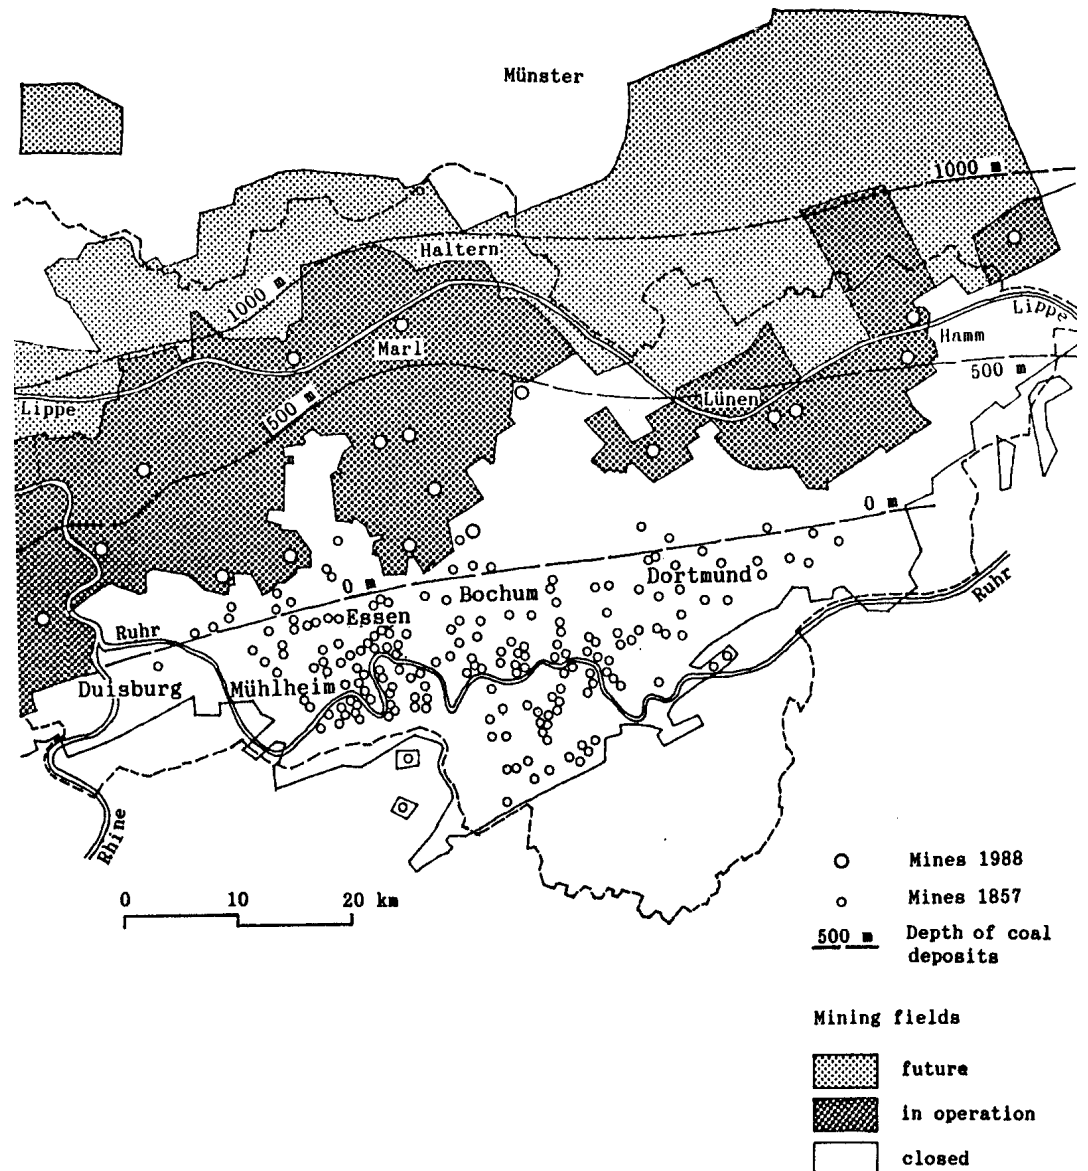 Münster
1000 m
Haltern
1000 m
Lippe
Marl
Hamm
500 m
Lippe
500 m
Lünen
0 m
0 m
Dortmund
Bochum
Essen
Ruhr
Ruhr
Duisburg
Mühlheim
Rhine
0 10 20 km
Mines 1988
Mines 1857
500 m Depth of coal
deposits
Mining fields
future
in operation
closed